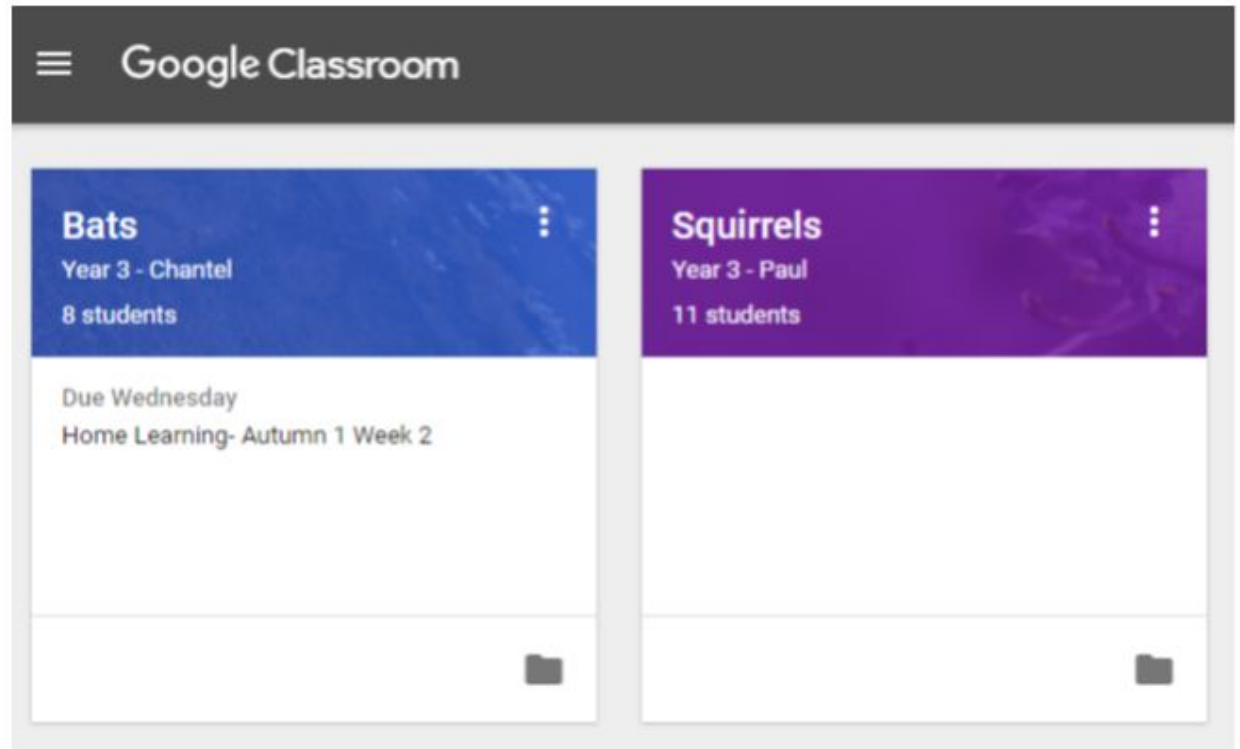 Google Classroom
Bats
Year 3 - Chantel
8 students
Due Wednesday
Home Learning- Autumn 1 Week 2
Squirrels
Year 3 - Paul
11 students